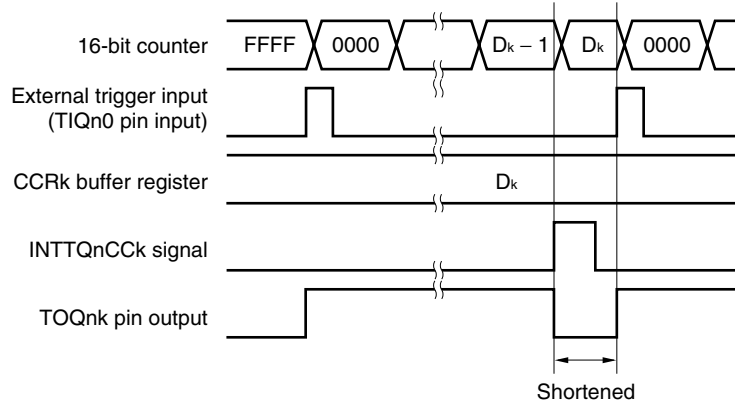 16-bit counter FFFF 0000 Dk − 1 Dk 0000
External trigger input
(TIQn0 pin input)
CCRk buffer register Dk
INTTQnCCk signal
TOQnk pin output
Shortened